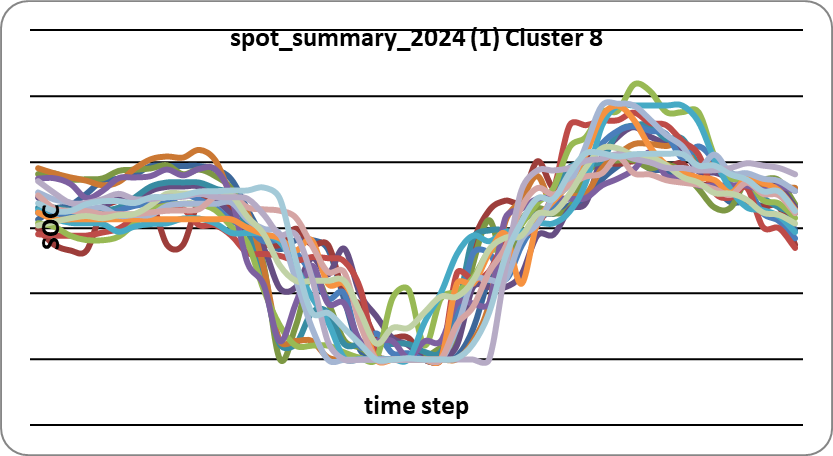 spot_summary_2024 (1) Cluster 8
SOC
time step